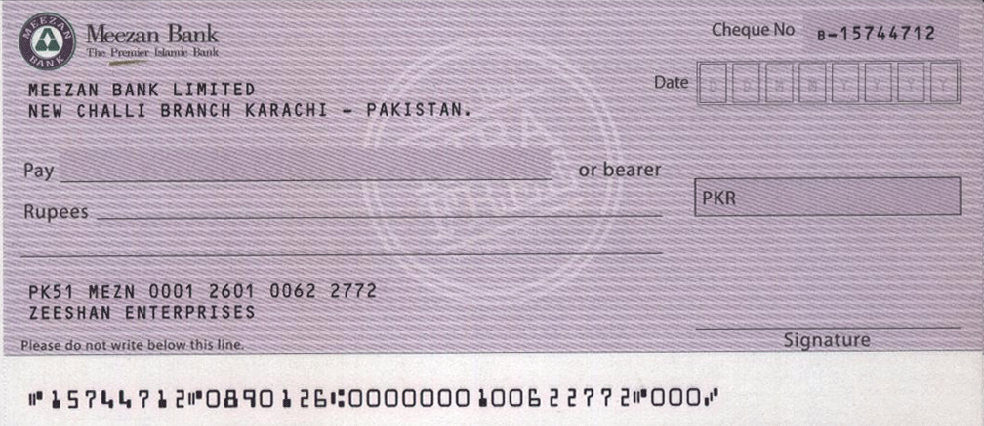 MEEZAN BANK
Meezan Bank
The Premier Islamic Bank
Cheque No B-15744712
MEEZAN BANK LIMITED
NEW CHALLI BRANCH KARACHI - PAKISTAN.
Date D D M M Y Y Y Y
Pay or bearer
Rupees
PKR
PK51 MEZN 0001 2601 0062 2772
ZEESHAN ENTERPRISES
Please do not write below this line.
Signature
⑈15744712⑈0890126⑆0000000100622772⑈000⑇